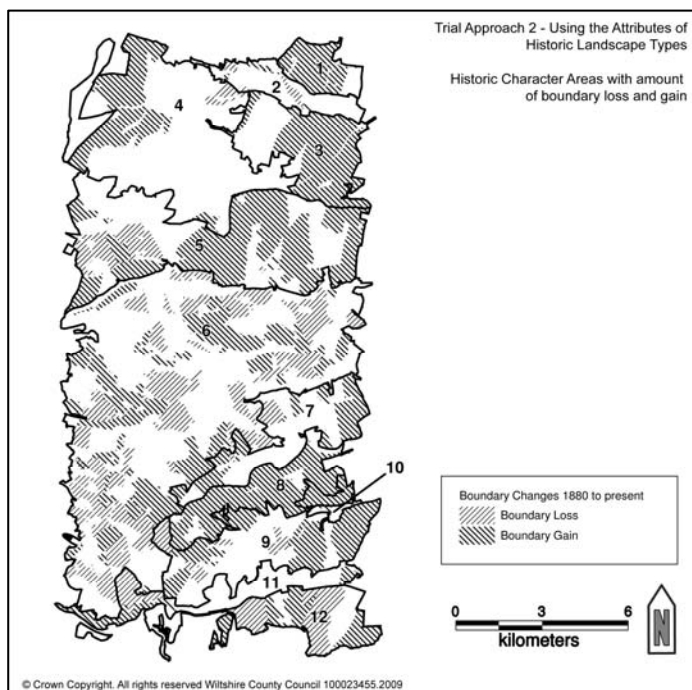 Trial Approach 2 - Using the Attributes of
Historic Landscape Types
Historic Character Areas with amount
of boundary loss and gain
1
2
4
3
5
6
7
10
8
9
11
12
Boundary Changes 1880 to present
Boundary Loss
Boundary Gain
0 3 6
kilometers
N
© Crown Copyright. All rights reserved Wiltshire County Council 100023455.2009